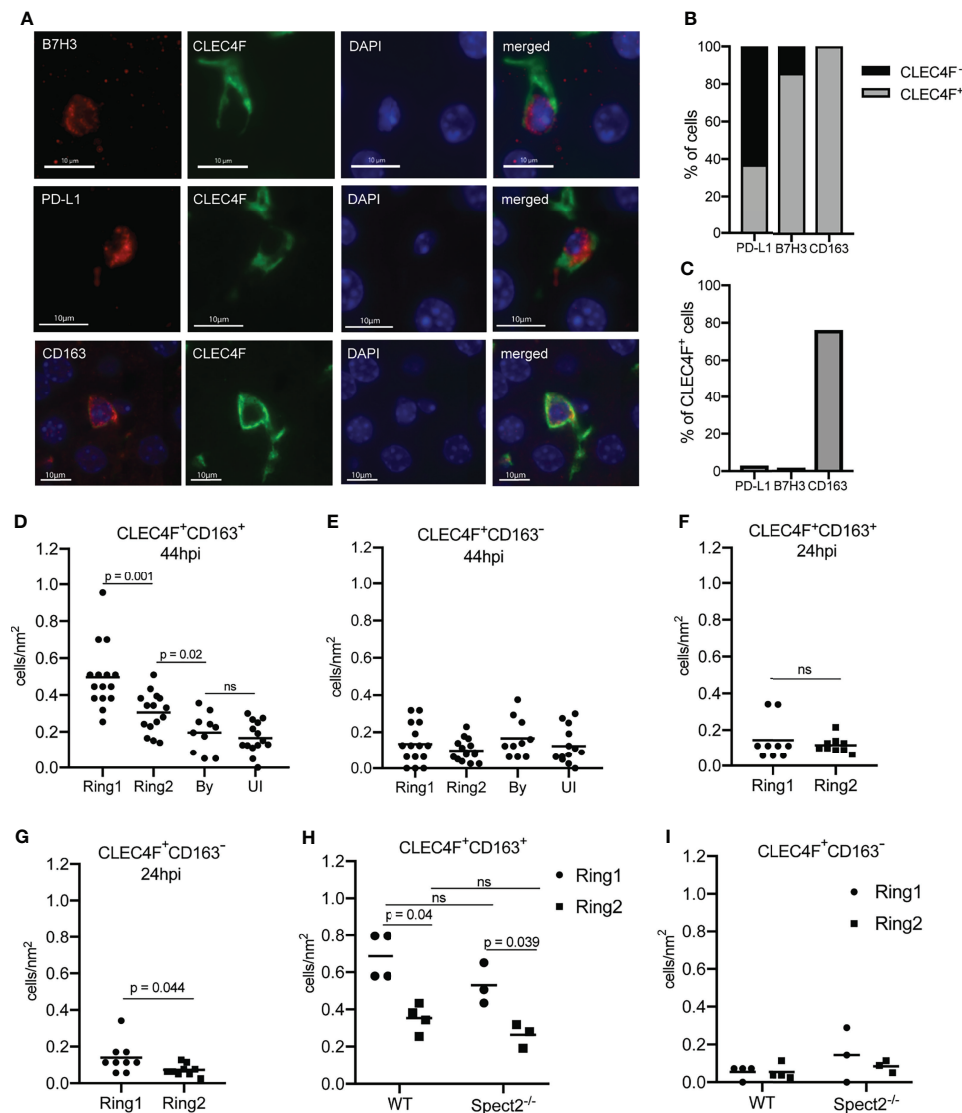 A
B7H3 CLEC4F DAPI merged
10 µm 10 µm 10 µm 10 µm
PD-L1 CLEC4F DAPI merged
10µm 10µm 10µm 10µm
CD163 CLEC4F DAPI merged
10µm 10µm 10µm 10µm
B
% of cells
100
80
60
40
20
0
PD-L1 B7H3 CD163
CLEC4F⁻
CLEC4F⁺
C
% of CLEC4F⁺ cells
100
80
60
40
20
0
PD-L1 B7H3 CD163
D
CLEC4F⁺CD163⁺
44hpi
cells/nm²
1.2
1.0
0.8
0.6
0.4
0.2
0.0
p = 0.001
p = 0.02
ns
Ring1 Ring2 By UI
E
CLEC4F⁺CD163⁻
44hpi
cells/nm²
1.2
1.0
0.8
0.6
0.4
0.2
0.0
Ring1 Ring2 By UI
F
CLEC4F⁺CD163⁺
24hpi
cells/nm²
1.2
1.0
0.8
0.6
0.4
0.2
0.0
ns
Ring1 Ring2
G
CLEC4F⁺CD163⁻
24hpi
cells/nm²
1.2
1.0
0.8
0.6
0.4
0.2
0.0
p = 0.044
Ring1 Ring2
H
CLEC4F⁺CD163⁺
cells/nm²
1.2
1.0
0.8
0.6
0.4
0.2
0.0
ns
ns
p = 0.04
p = 0.039
Ring1
Ring2
WT Spect2⁻/⁻
I
CLEC4F⁺CD163⁻
cells/nm²
1.2
1.0
0.8
0.6
0.4
0.2
0.0
Ring1
Ring2
WT Spect2⁻/⁻